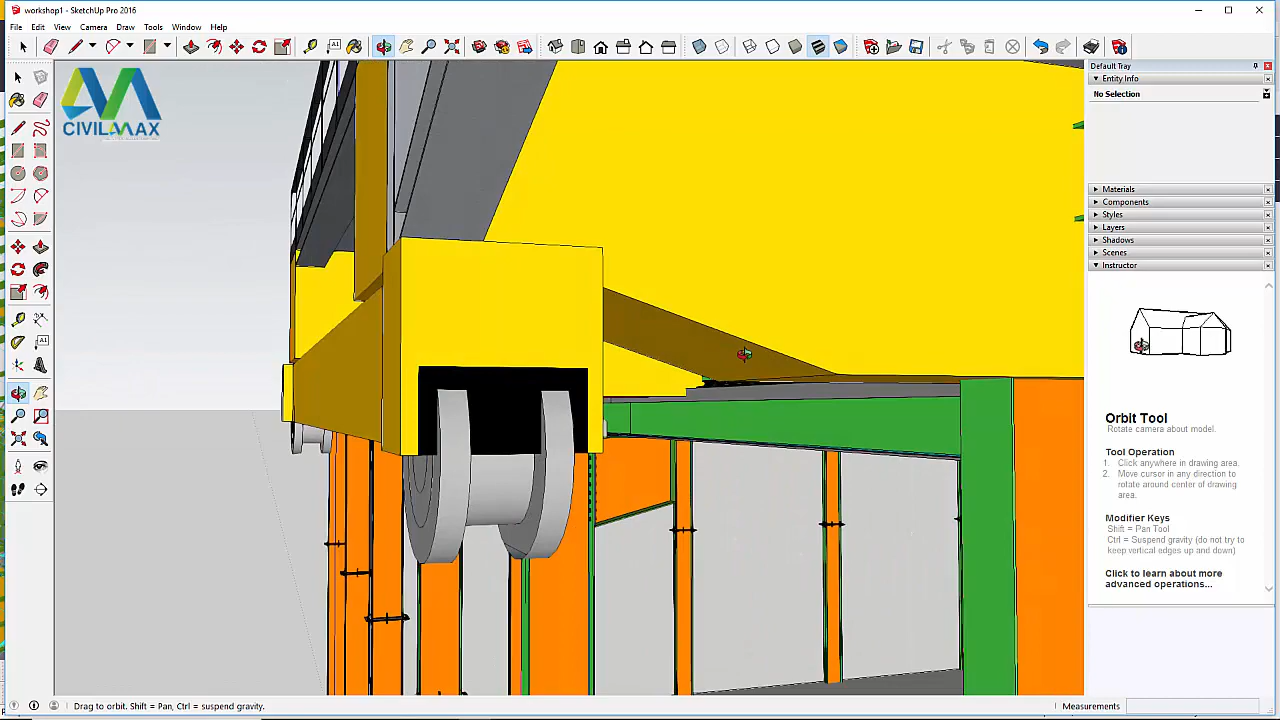 workshop1 - SketchUp Pro 2016
File Edit View Camera Draw Tools Window Help
Default Tray
Entity Info
No Selection
CIVILMAX
Materials
Components
Styles
Layers
Shadows
Scenes
Instructor
Orbit Tool
Rotate camera about model.
Tool Operation
1. Click anywhere in drawing area.
2. Move cursor in any direction to
rotate around center of drawing
area.
Modifier Keys
Shift = Pan Tool
Ctrl = Suspend gravity (do not try to
keep vertical edges up and down)
Click to learn about more
advanced operations...
Drag to orbit. Shift = Pan, Ctrl = suspend gravity.
Measurements